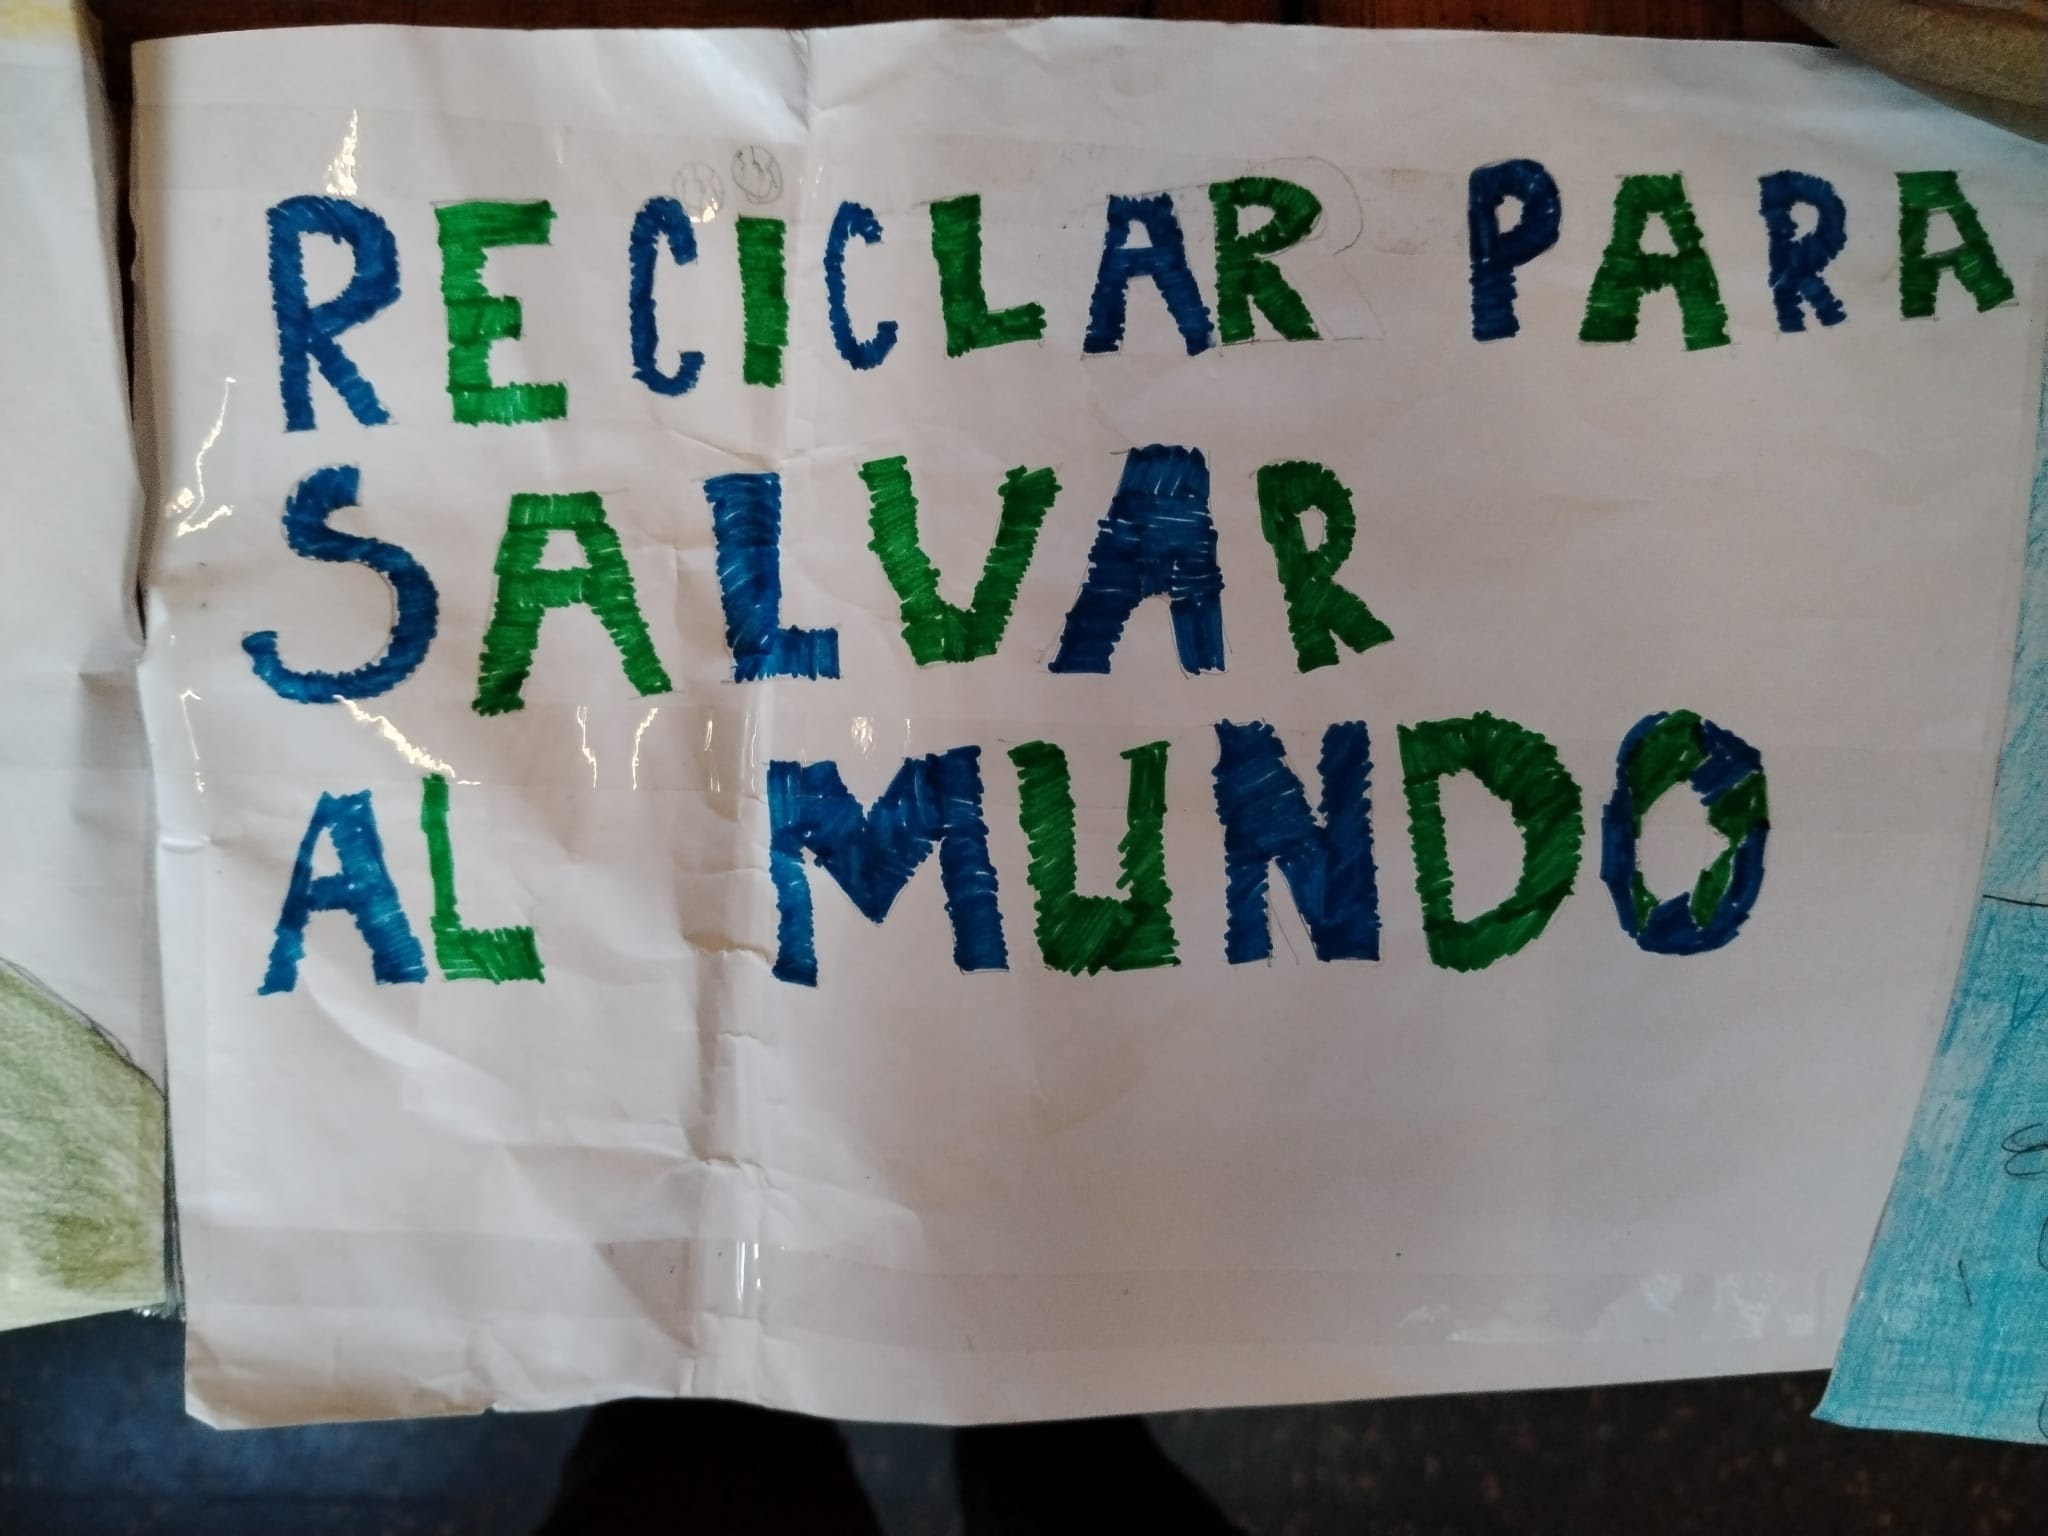 RECICLAR PARA
SALVAR
AL MUNDO